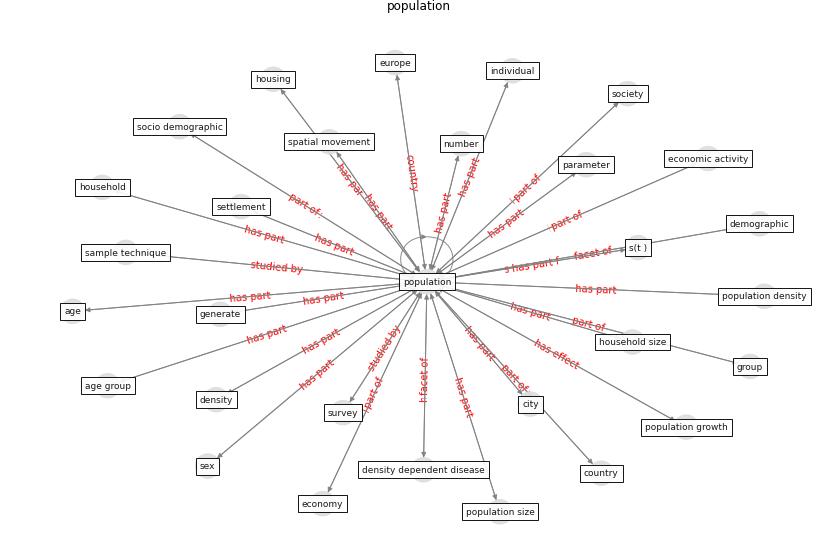 population
europe
individual
housing
society
socio demographic
spatial movement
number
parameter
economic activity
country
has part
has part
has part
has part
household
part of
part of
settlement
part of
has part
demographic
has part
has part
s(t )
facet of
sample technique
studied by
has part
population
has part
population density
age
has part
has part
generate
has part
part of
has part
household size
age group
has part
studied by
has part
has effect
group
density
has part
part of
facet of
part of
has part
survey
city
population growth
sex
density dependent disease
country
economy
population size